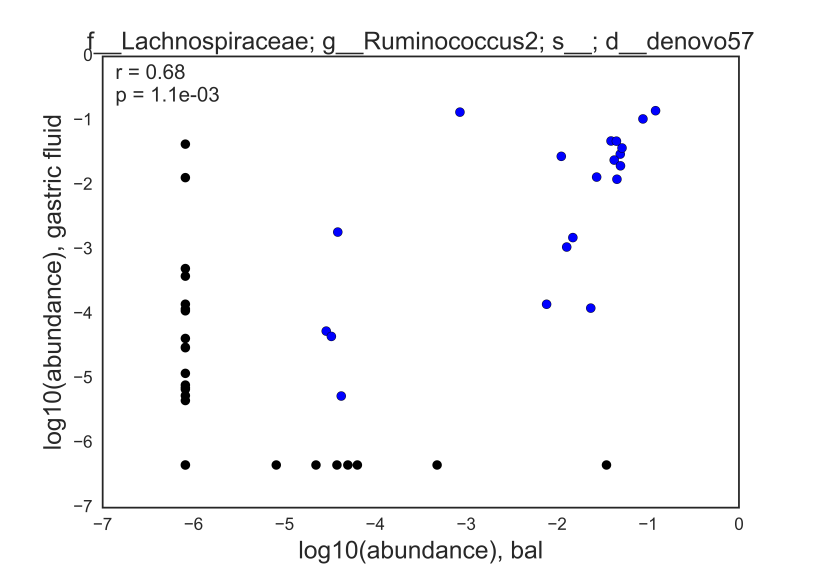 f__Lachnospiraceae; g__Ruminococcus2; s__; d__denovo57
r = 0.68
p = 1.1e-03
0
−1
−2
−3
−4
−5
−6
−7
log10(abundance), gastric fluid
−7 −6 −5 −4 −3 −2 −1 0
log10(abundance), bal